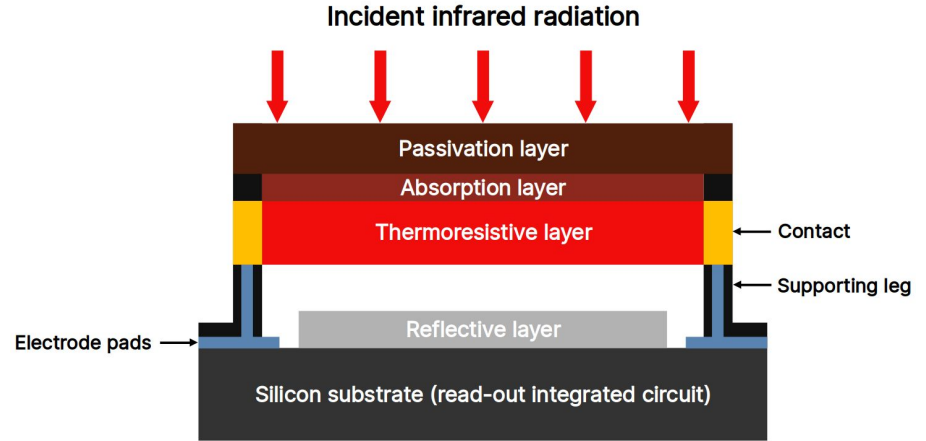 Incident infrared radiation
Passivation layer
Absorption layer
Thermoresistive layer
Contact
Supporting leg
Reflective layer
Electrode pads
Silicon substrate (read-out integrated circuit)